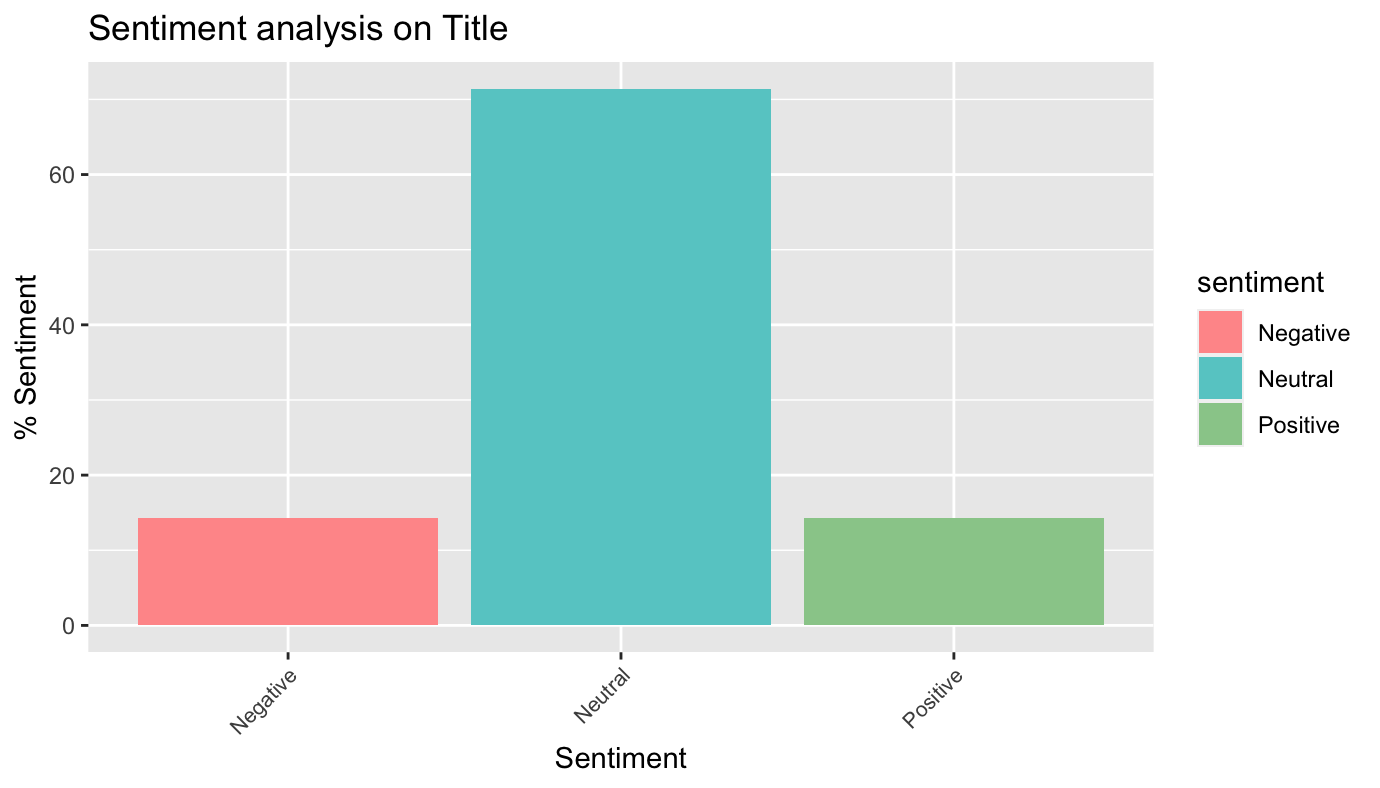 Sentiment analysis on Title
% Sentiment
60
40
20
0
Negative
Neutral
Positive
Sentiment
sentiment
Negative
Neutral
Positive